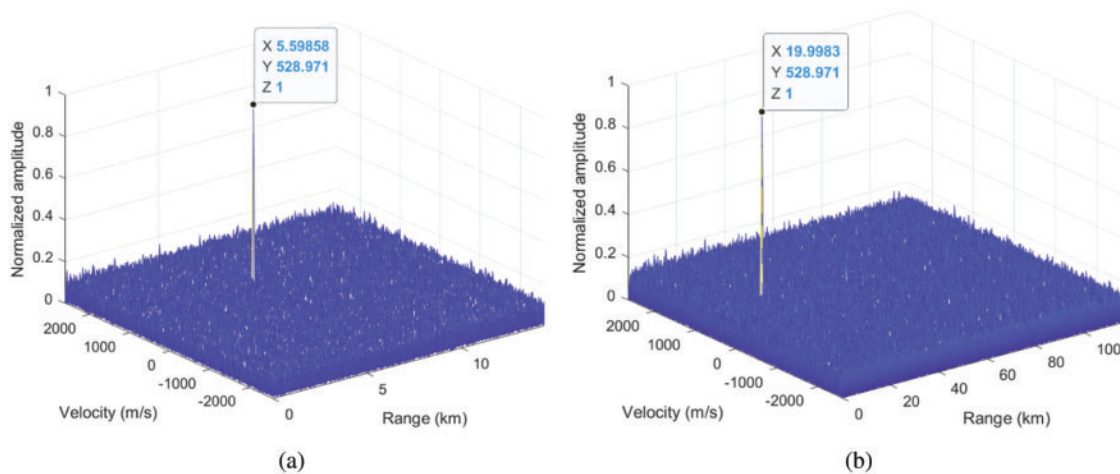 X 5.59858
Y 528.971
Z 1
1
0.8
0.6
0.4
0.2
0
Normalized amplitude
2000
1000
0
-1000
-2000
Velocity (m/s)
0
5
10
Range (km)
(a)
X 19.9983
Y 528.971
Z 1
1
0.8
0.6
0.4
0.2
0
Normalized amplitude
2000
1000
0
-1000
-2000
Velocity (m/s)
0
20
40
60
80
100
Range (km)
(b)